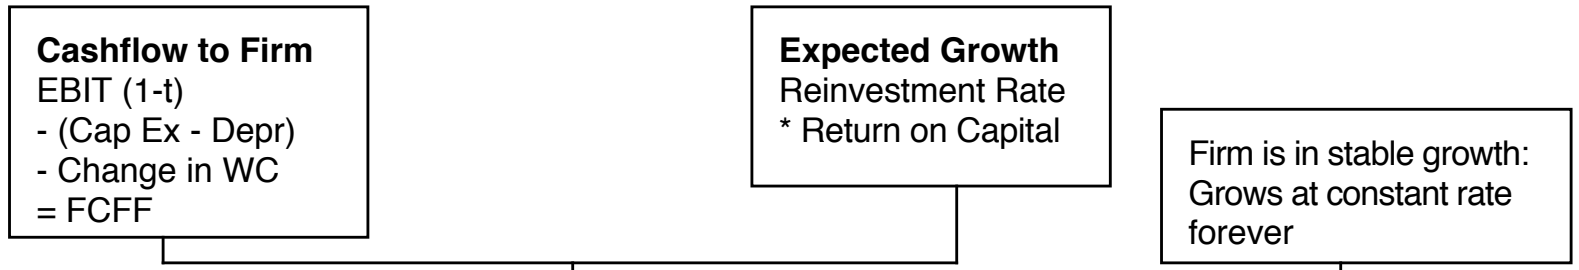 Cashflow to Firm
EBIT (1-t)
- (Cap Ex - Depr)
- Change in WC
= FCFF
Expected Growth
Reinvestment Rate
* Return on Capital
Firm is in stable growth:
Grows at constant rate
forever